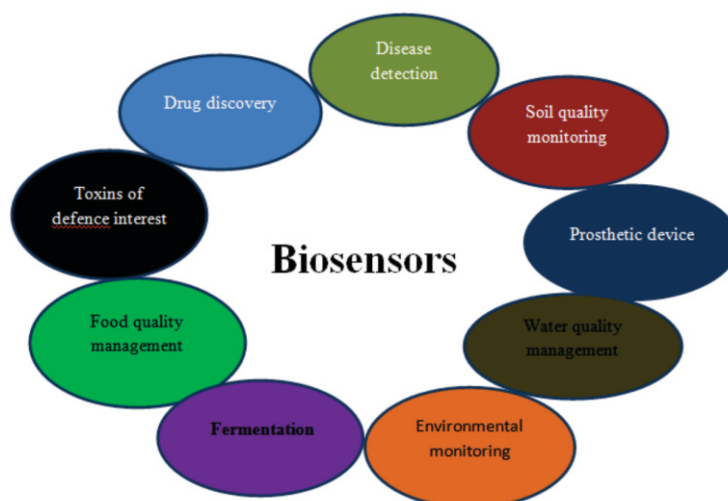 Disease
detection
Soil quality
monitoring
Prosthetic device
Water quality
management
Environmental
monitoring
Fermentation
Food quality
management
Toxins of
defence interest
Drug discovery
Biosensors